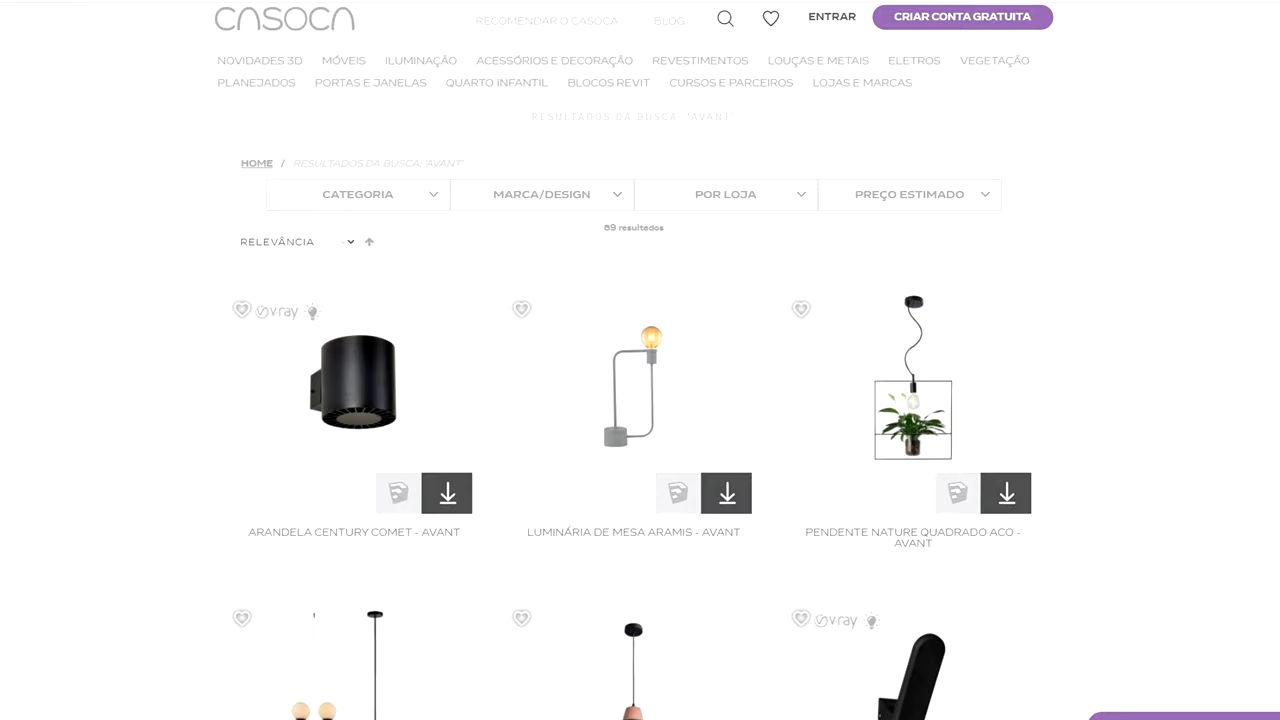 CASOCA
RECOMENDAR O CASOCA
BLOG
ENTRAR
CRIAR CONTA GRATUITA
NOVIDADES 3D MÓVEIS ILUMINAÇÃO ACESSÓRIOS E DECORAÇÃO REVESTIMENTOS LOUÇAS E METAIS ELETROS VEGETAÇÃO
PLANEJADOS PORTAS E JANELAS QUARTO INFANTIL BLOCOS REVIT CURSOS E PARCEIROS LOJAS E MARCAS
RESULTADOS DA BUSCA: 'AVANT'
HOME / RESULTADOS DA BUSCA: 'AVANT'
CATEGORIA
MARCA/DESIGN
POR LOJA
PREÇO ESTIMADO
89 resultados
RELEVÂNCIA
vray
ARANDELA CENTURY COMET - AVANT
LUMINÁRIA DE MESA ARAMIS - AVANT
PENDENTE NATURE QUADRADO ACO -
AVANT
vray